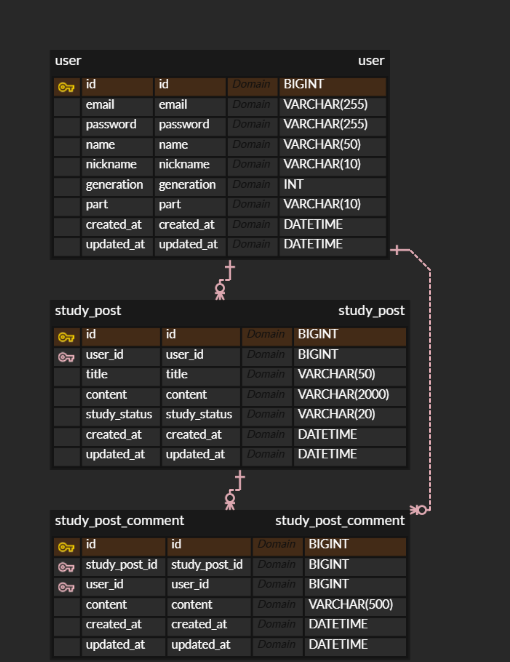 user user
id id Domain BIGINT
email email Domain VARCHAR(255)
password password Domain VARCHAR(255)
name name Domain VARCHAR(50)
nickname nickname Domain VARCHAR(10)
generation generation Domain INT
part part Domain VARCHAR(10)
created_at created_at Domain DATETIME
updated_at updated_at Domain DATETIME
study_post study_post
id id Domain BIGINT
user_id user_id Domain BIGINT
title title Domain VARCHAR(50)
content content Domain VARCHAR(2000)
study_status study_status Domain VARCHAR(20)
created_at created_at Domain DATETIME
updated_at updated_at Domain DATETIME
study_post_comment study_post_comment
id id Domain BIGINT
study_post_id study_post_id Domain BIGINT
user_id user_id Domain BIGINT
content content Domain VARCHAR(500)
created_at created_at Domain DATETIME
updated_at updated_at Domain DATETIME